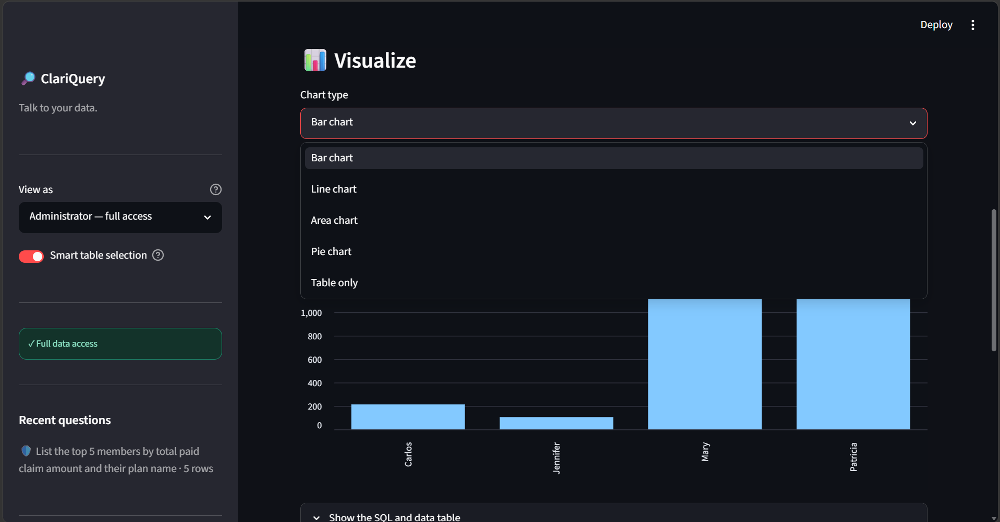 Deploy
ClariQuery
Talk to your data.
View as
Administrator — full access
Smart table selection
✓ Full data access
Recent questions
List the top 5 members by total paid
claim amount and their plan name · 5 rows
Visualize
Chart type
Bar chart
Bar chart
Line chart
Area chart
Pie chart
Table only
1,000
800
600
400
200
0
Carlos
Jennifer
Mary
Patricia
Show the SQL and data table